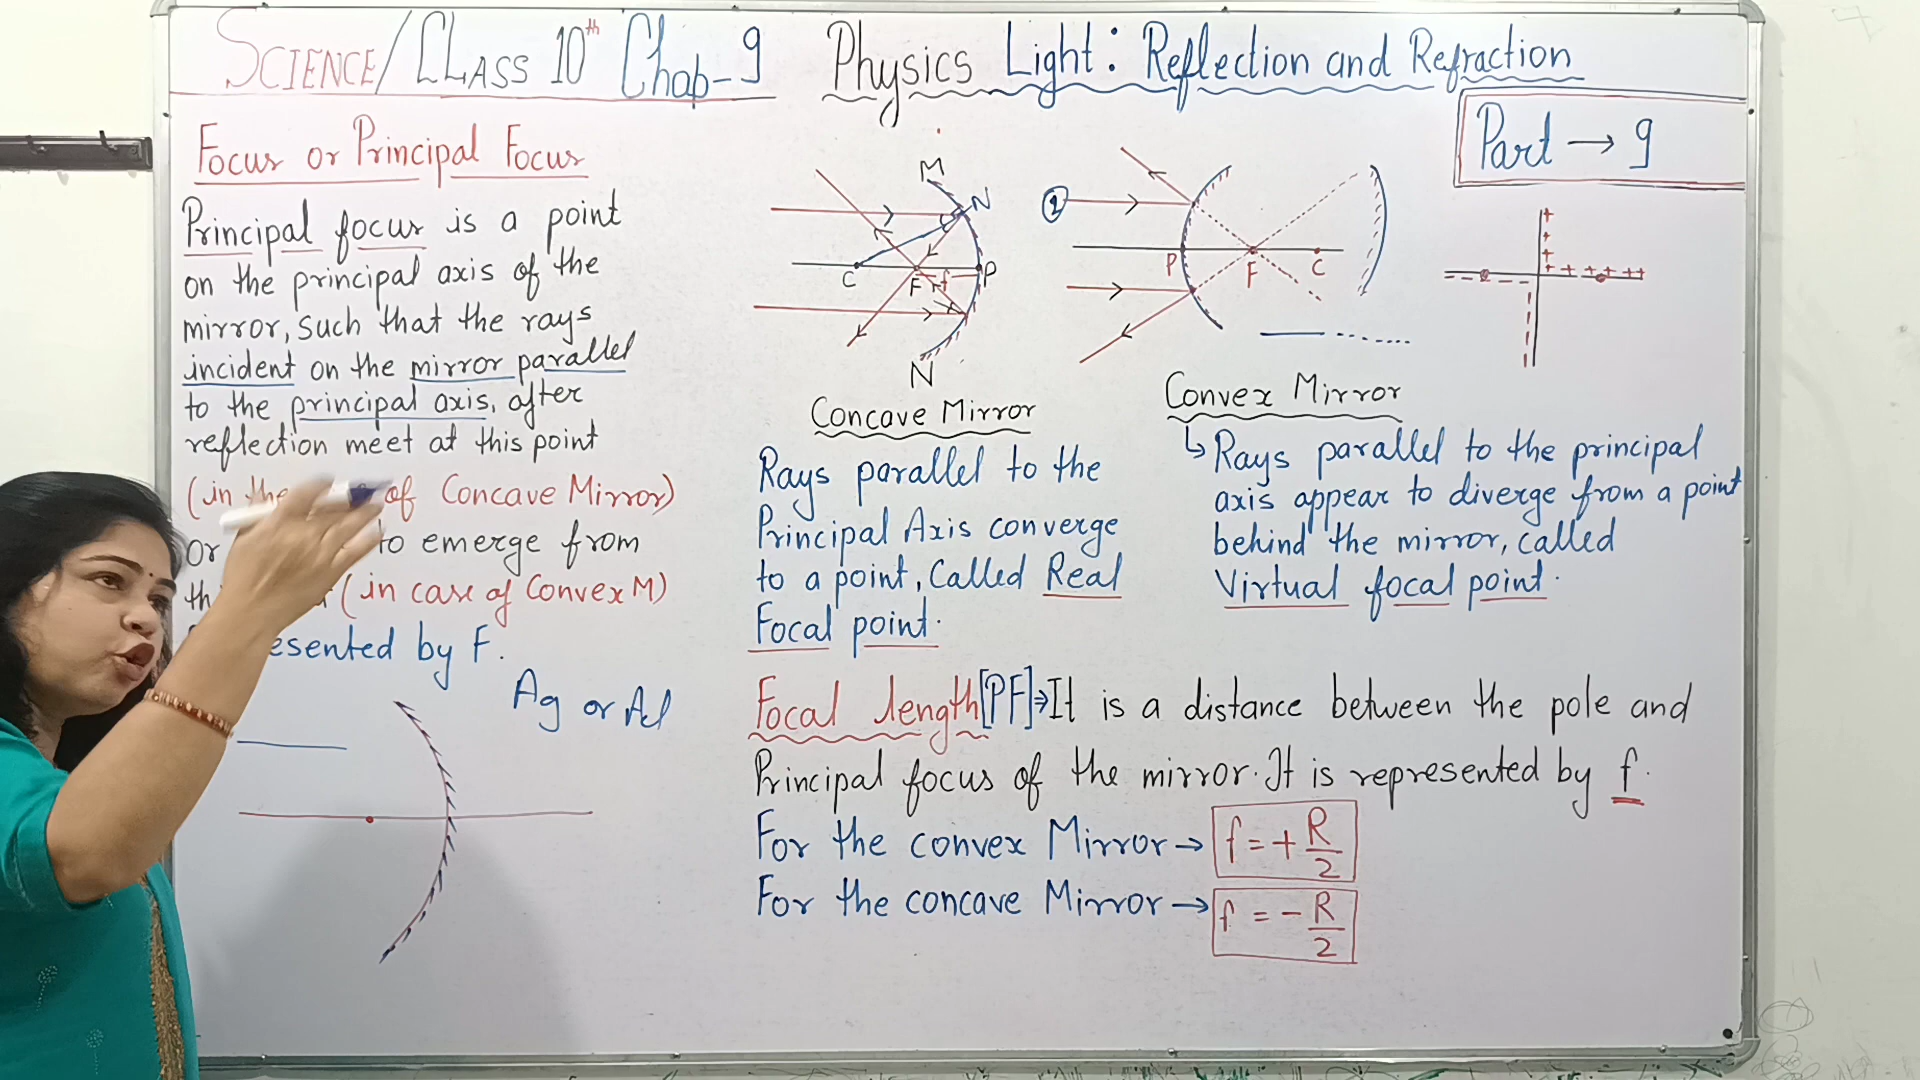 SCIENCE/CLASS 10th Chap-9 Physics Light: Reflection and Refraction
Part → 9
Focus or Principal Focus
Principal focus is a point
on the principal axis of the
mirror, such that the rays
incident on the mirror parallel
to the principal axis, after
reflection meet at this point
(in the of Concave Mirror)
Or to emerge from
(in case of Convex M)
by F.
Ag or Al
M
N
C
F
f
P
N
Concave Mirror
Rays parallel to the
Principal Axis converge
to a point, Called Real
Focal point.
2
P
F
C
Convex Mirror
↳ Rays parallel to the principal
axis appear to diverge from a point
behind the mirror, called
Virtual focal point.
Focal length [PF] ⇒ It is a distance between the pole and
Principal focus of the mirror. It is represented by f.
For the convex Mirror → f = + R/2
For the concave Mirror → f = - R/2